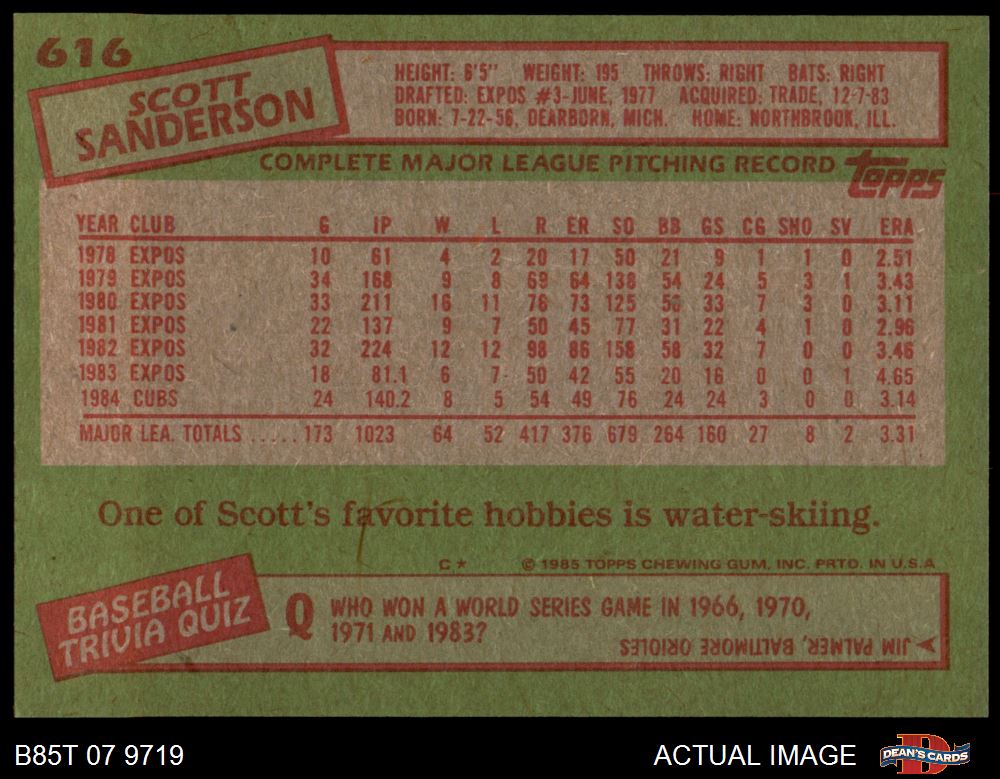 616
SCOTT
SANDERSON
HEIGHT: 6'5" WEIGHT: 195 THROWS: RIGHT BATS: RIGHT
DRAFTED: EXPOS #3-JUNE, 1977 ACQUIRED: TRADE, 12-7-83
BORN: 7-22-56, DEARBORN, MICH. HOME: NORTHBROOK, ILL.
COMPLETE MAJOR LEAGUE PITCHING RECORD
TOPPS
YEAR CLUB G IP W L R ER SO BB GS CG SHO SV ERA
1978 EXPOS 10 61 4 2 20 17 50 21 9 1 1 0 2.51
1979 EXPOS 34 168 9 8 69 64 138 54 24 5 3 1 3.43
1980 EXPOS 33 211 16 11 76 73 125 56 33 7 3 0 3.11
1981 EXPOS 22 137 9 7 50 45 77 31 22 4 1 0 2.96
1982 EXPOS 32 224 12 12 98 86 158 58 32 7 0 0 3.46
1983 EXPOS 18 81.1 6 7 50 42 55 20 16 0 0 1 4.65
1984 CUBS 24 140.2 8 5 54 49 76 24 24 3 0 0 3.14
MAJOR LEA. TOTALS ..... 173 1023 64 52 417 376 679 264 160 27 8 2 3.31
One of Scott's favorite hobbies is water-skiing.
C* © 1985 TOPPS CHEWING GUM, INC. PRTD. IN U.S.A.
BASEBALL
TRIVIA QUIZ
Q WHO WON A WORLD SERIES GAME IN 1966, 1970,
1971 AND 1983?
JIM PALMER, BALTIMORE ORIOLES
B85T 07 9719
ACTUAL IMAGE
DEAN'S CARDS